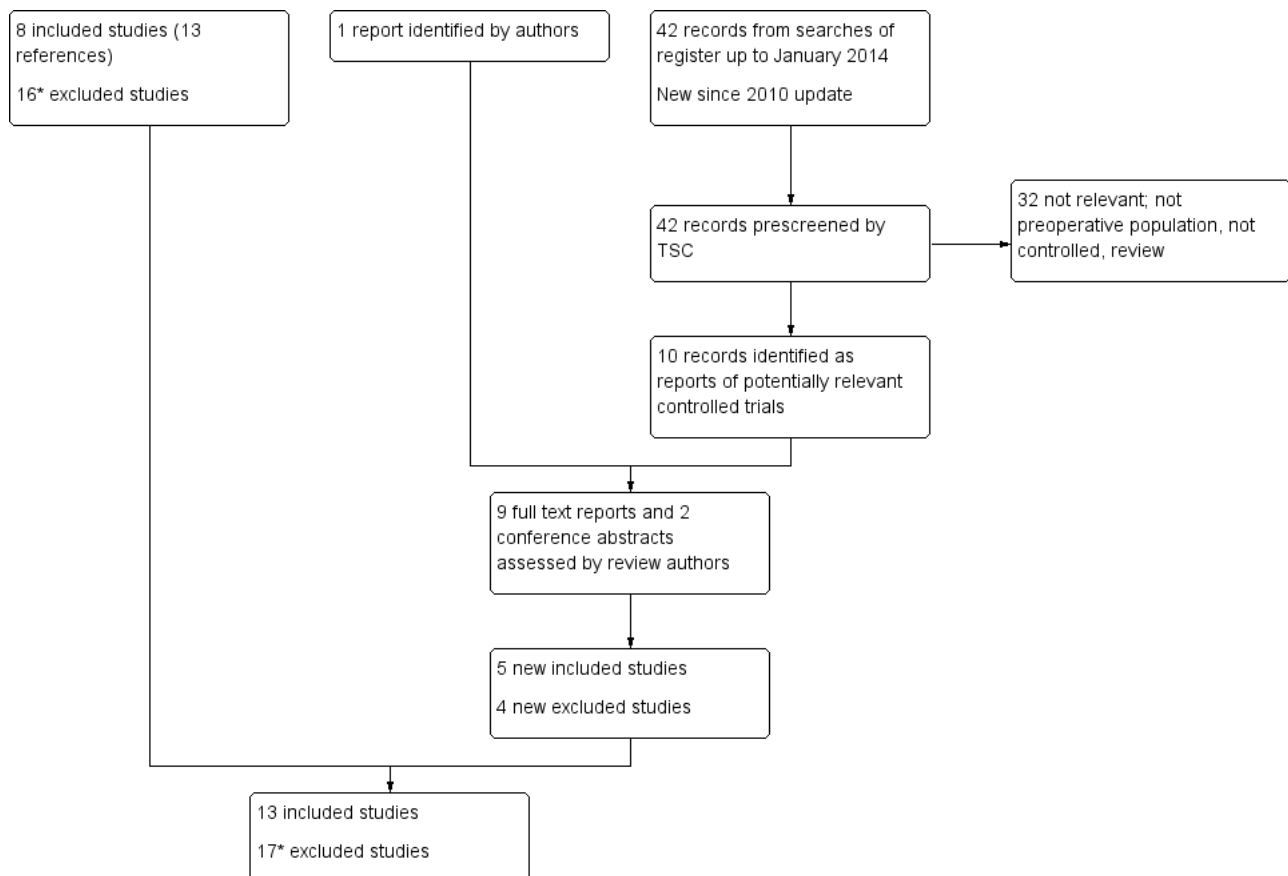 8 included studies (13
references)
16* excluded studies
1 report identified by authors
42 records from searches of
register up to January 2014
New since 2010 update
42 records prescreened by
TSC
32 not relevant; not
preoperative population, not
controlled, review
10 records identified as
reports of potentially relevant
controlled trials
9 full text reports and 2
conference abstracts
assessed by review authors
5 new included studies
4 new excluded studies
13 included studies
17* excluded studies